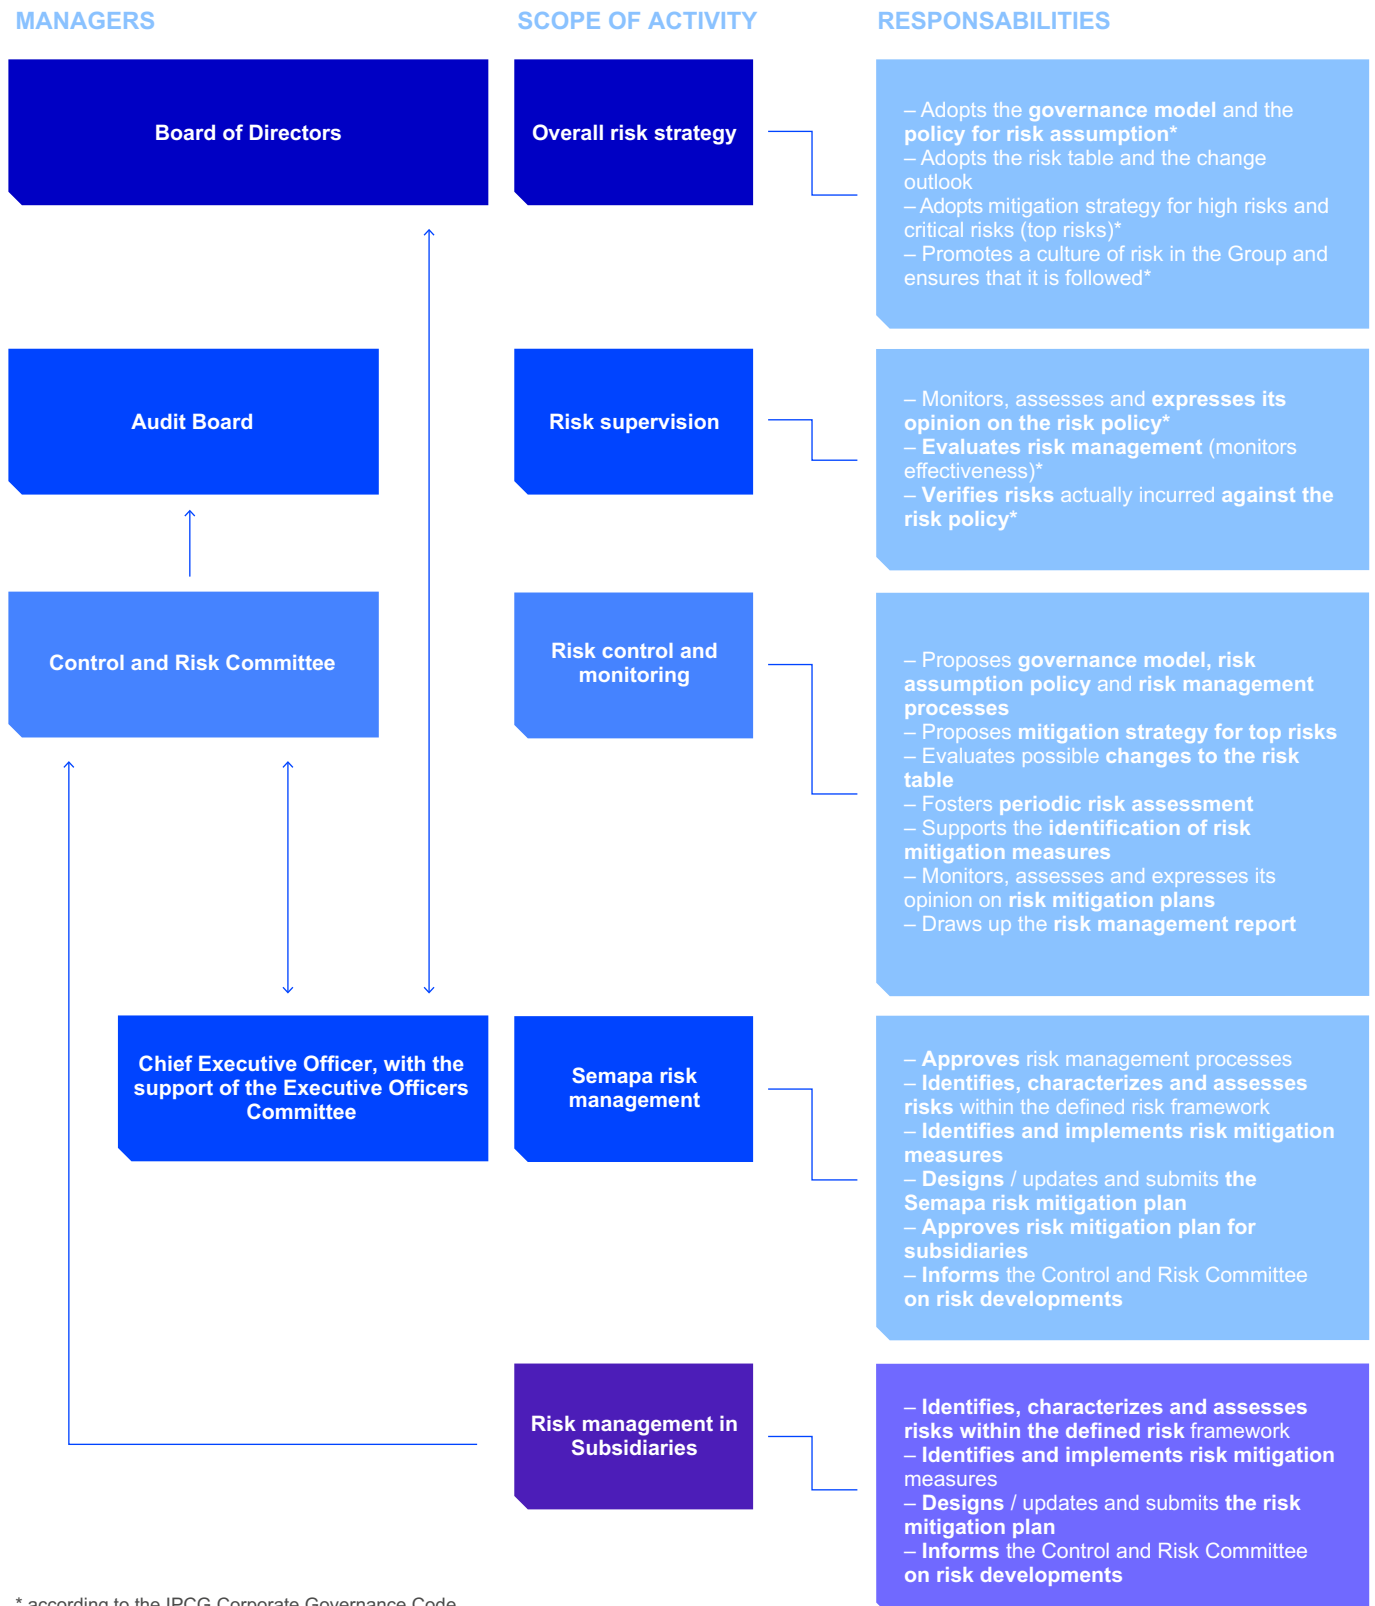 MANAGERS
SCOPE OF ACTIVITY
RESPONSABILITIES
Board of Directors
Overall risk strategy
– Adopts the governance model and the
policy for risk assumption*
– Adopts the risk table and the change
outlook
– Adopts mitigation strategy for high risks and
critical risks (top risks)*
– Promotes a culture of risk in the Group and
ensures that it is followed*
Audit Board
Risk supervision
– Monitors, assesses and expresses its
opinion on the risk policy*
– Evaluates risk management (monitors
effectiveness)*
– Verifies risks actually incurred against the
risk policy*
Control and Risk Committee
Risk control and
monitoring
– Proposes governance model, risk
assumption policy and risk management
processes
– Proposes mitigation strategy for top risks
– Evaluates possible changes to the risk
table
– Fosters periodic risk assessment
– Supports the identification of risk
mitigation measures
– Monitors, assesses and expresses its
opinion on risk mitigation plans
– Draws up the risk management report
Chief Executive Officer, with the
support of the Executive Officers
Committee
Semapa risk
management
– Approves risk management processes
– Identifies, characterizes and assesses
risks within the defined risk framework
– Identifies and implements risk mitigation
measures
– Designs / updates and submits the
Semapa risk mitigation plan
– Approves risk mitigation plan for
subsidiaries
– Informs the Control and Risk Committee
on risk developments
Risk management in
Subsidiaries
– Identifies, characterizes and assesses
risks within the defined risk framework
– Identifies and implements risk mitigation
measures
– Designs / updates and submits the risk
mitigation plan
– Informs the Control and Risk Committee
on risk developments
* according to the IPCG Corporate Governance Code